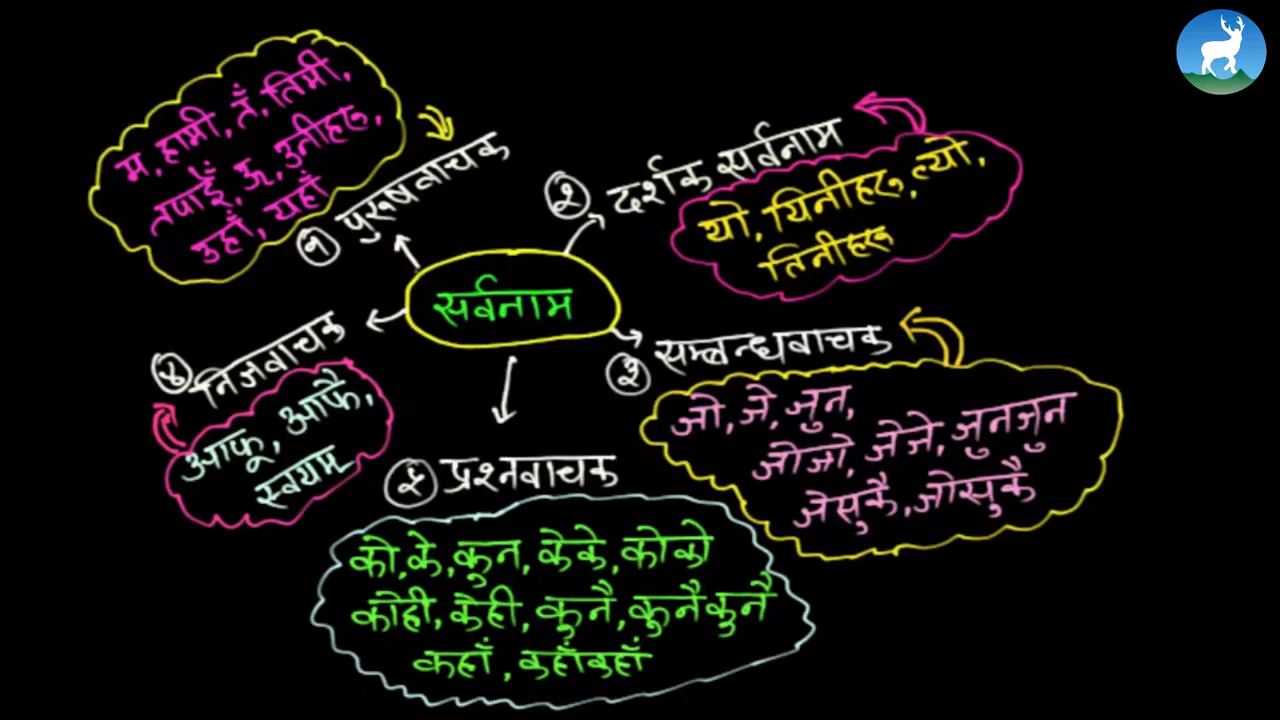 सर्वनाम
१ पुरुषवाचक
म, हामी, तँ, तिमी,
तपाईँ, ऊ, उनीहरू,
उहाँ, यहाँ
२ दर्शक सर्वनाम
यो, यिनीहरू, त्यो,
तिनीहरू
३ सम्बन्धवाचक
जो, जे, जुन,
जोजो, जेजे, जुनजुन
जेसुकै, जोसुकै
४ निजवाचक
आफू, आफै,
स्वयम्
५ प्रश्नवाचक
को, के, कुन, केके, कोको
कोही, केही, कुनै, कुनैकुनै
कहाँ, कहाँकहाँ